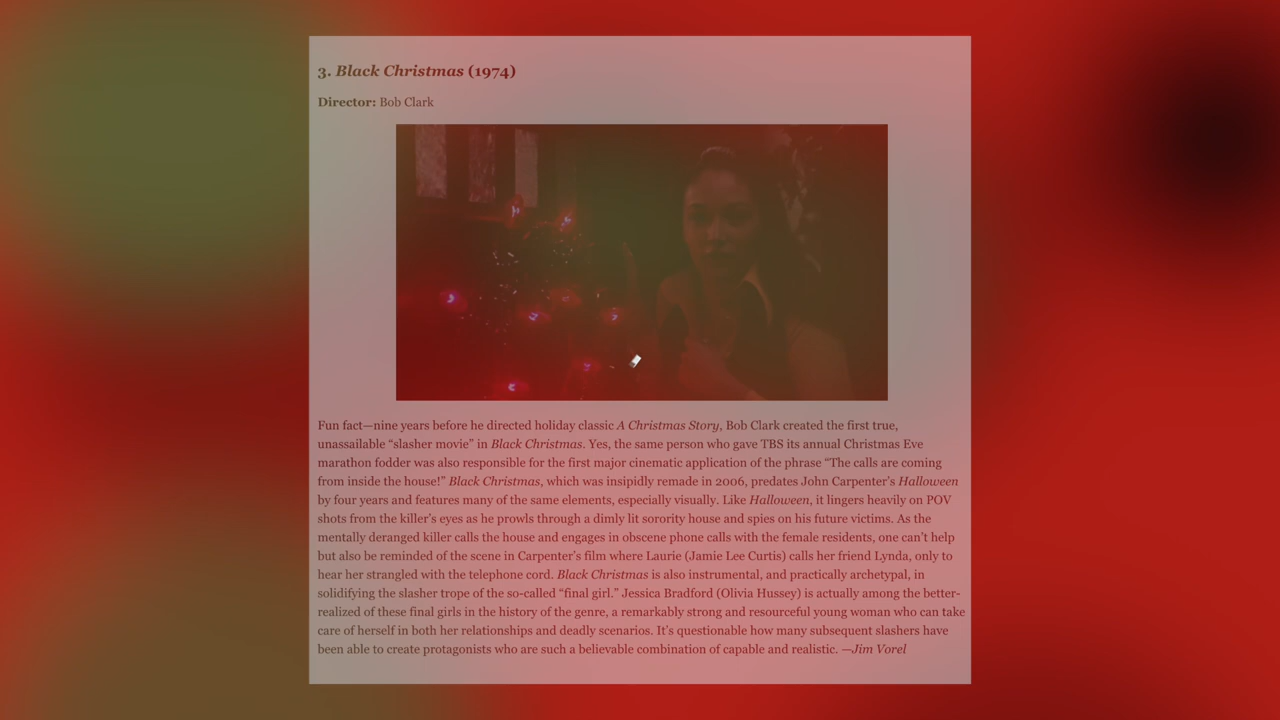 3. Black Christmas (1974)
Director: Bob Clark
Fun fact—nine years before he directed holiday classic A Christmas Story, Bob Clark created the first true,
unassailable “slasher movie” in Black Christmas. Yes, the same person who gave TBS its annual Christmas Eve
marathon fodder was also responsible for the first major cinematic application of the phrase “The calls are coming
from inside the house!” Black Christmas, which was insipidly remade in 2006, predates John Carpenter’s Halloween
by four years and features many of the same elements, especially visually. Like Halloween, it lingers heavily on POV
shots from the killer’s eyes as he prowls through a dimly lit sorority house and spies on his future victims. As the
mentally deranged killer calls the house and engages in obscene phone calls with the female residents, one can’t help
but also be reminded of the scene in Carpenter’s film where Laurie (Jamie Lee Curtis) calls her friend Lynda, only to
hear her strangled with the telephone cord. Black Christmas is also instrumental, and practically archetypal, in
solidifying the slasher trope of the so-called “final girl.” Jessica Bradford (Olivia Hussey) is actually among the better-
realized of these final girls in the history of the genre, a remarkably strong and resourceful young woman who can take
care of herself in both her relationships and deadly scenarios. It’s questionable how many subsequent slashers have
been able to create protagonists who are such a believable combination of capable and realistic. —Jim Vorel